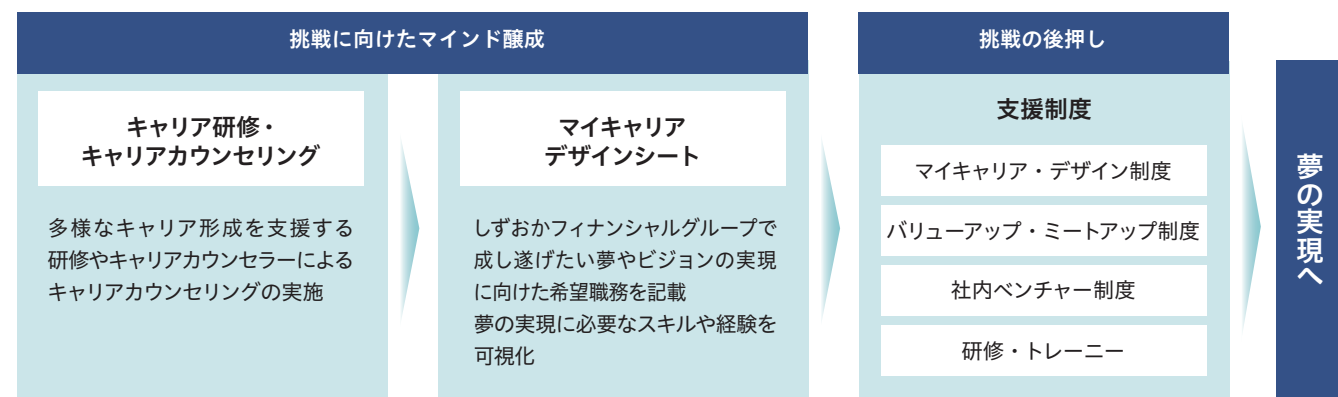 挑戦に向けたマインド醸成
キャリア研修・
キャリアカウンセリング
多様なキャリア形成を支援する
研修やキャリアカウンセラーによる
キャリアカウンセリングの実施
マイキャリア
デザインシート
しずおかフィナンシャルグループで
成し遂げたい夢やビジョンの実現
に向けた希望職務を記載
夢の実現に必要なスキルや経験を
可視化
挑戦の後押し
支援制度
マイキャリア・デザイン制度
バリューアップ・ミートアップ制度
社内ベンチャー制度
研修・トレーニー
夢の実現へ